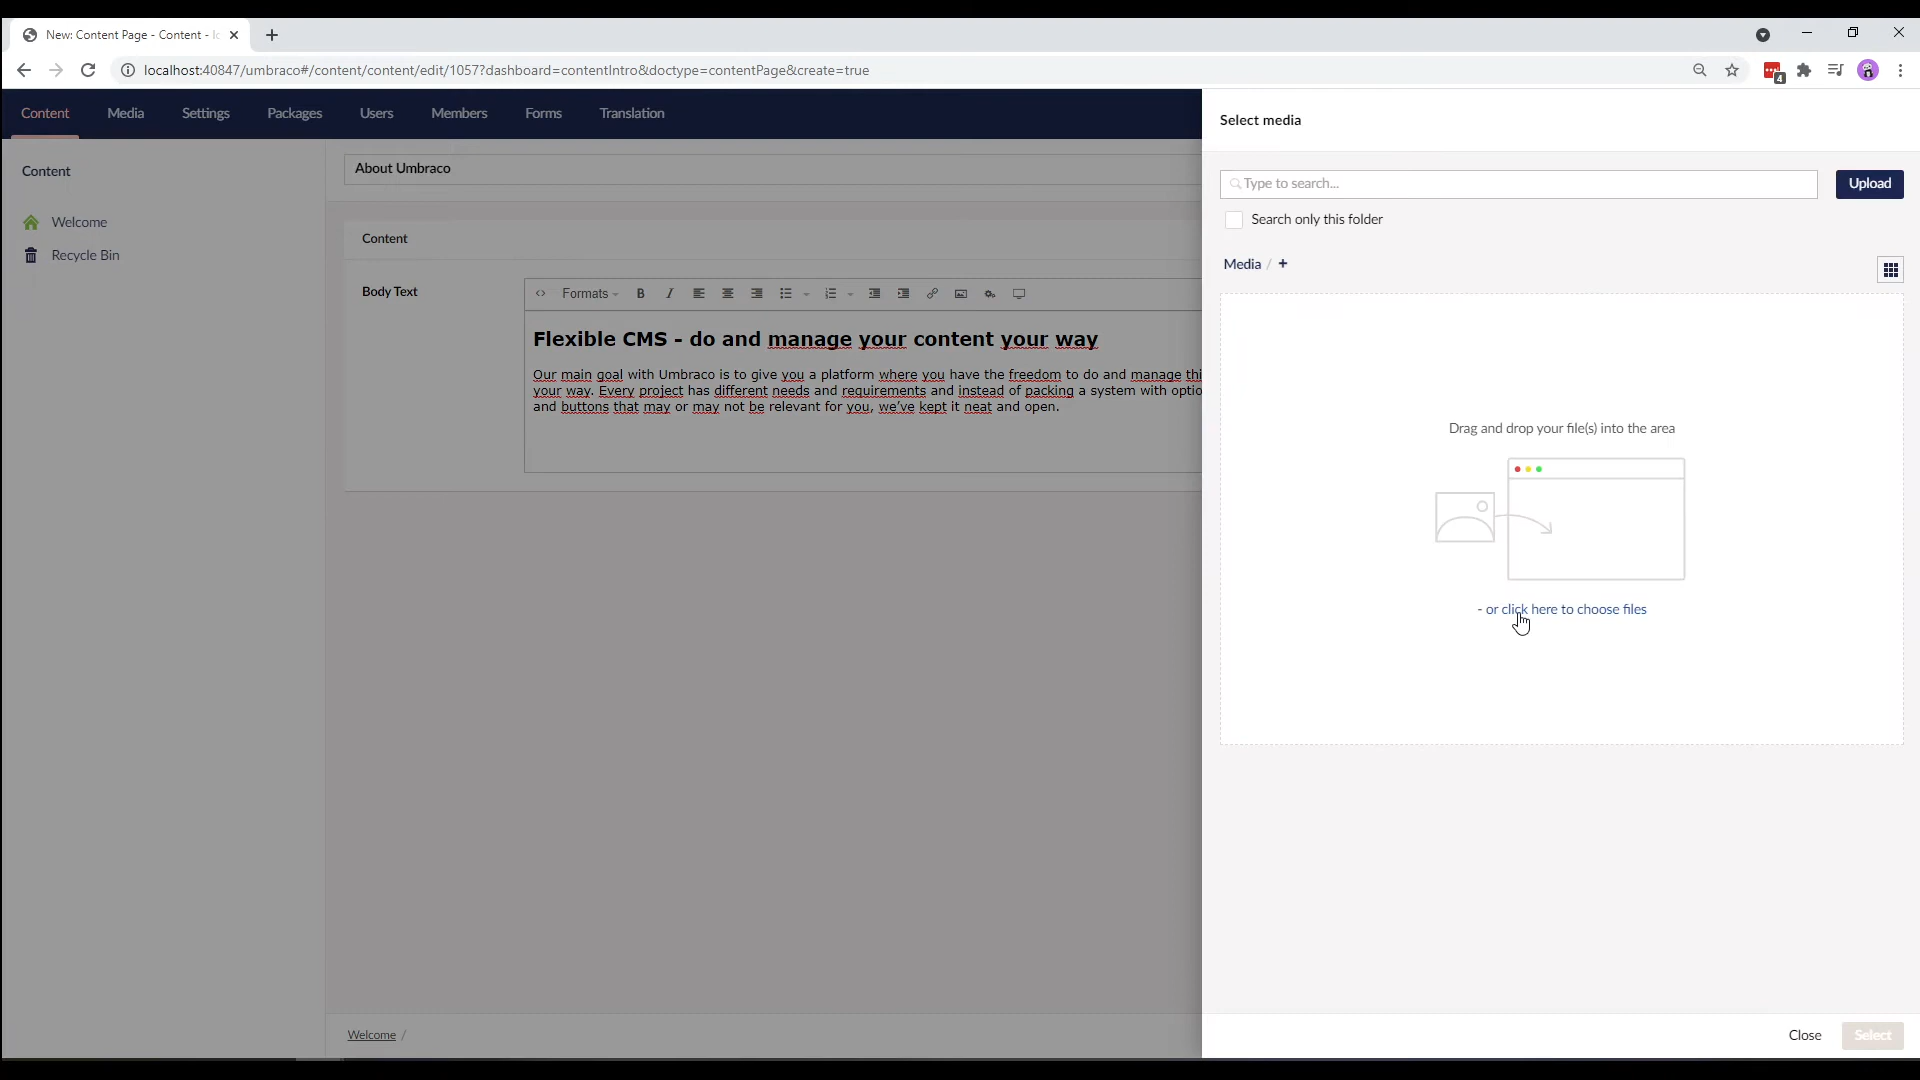 New: Content Page - Content -
localhost:40847/umbraco#/content/content/edit/1057?dashboard=contentIntro&doctype=contentPage&create=true
4
Content Media Settings Packages Users Members Forms Translation
Content
Welcome
Recycle Bin
About Umbraco
Content
Body Text
Formats B I
Flexible CMS - do and manage your content your way
Our main goal with Umbraco is to give you a platform where you have the freedom to do and manage
your way. Every project has different needs and requirements and instead of packing a system with
and buttons that may or may not be relevant for you, we've kept it neat and open.
Welcome /
Select media
Type to search...
Upload
Search only this folder
Media / +
Drag and drop your file(s) into the area
- or click here to choose files
Close Select